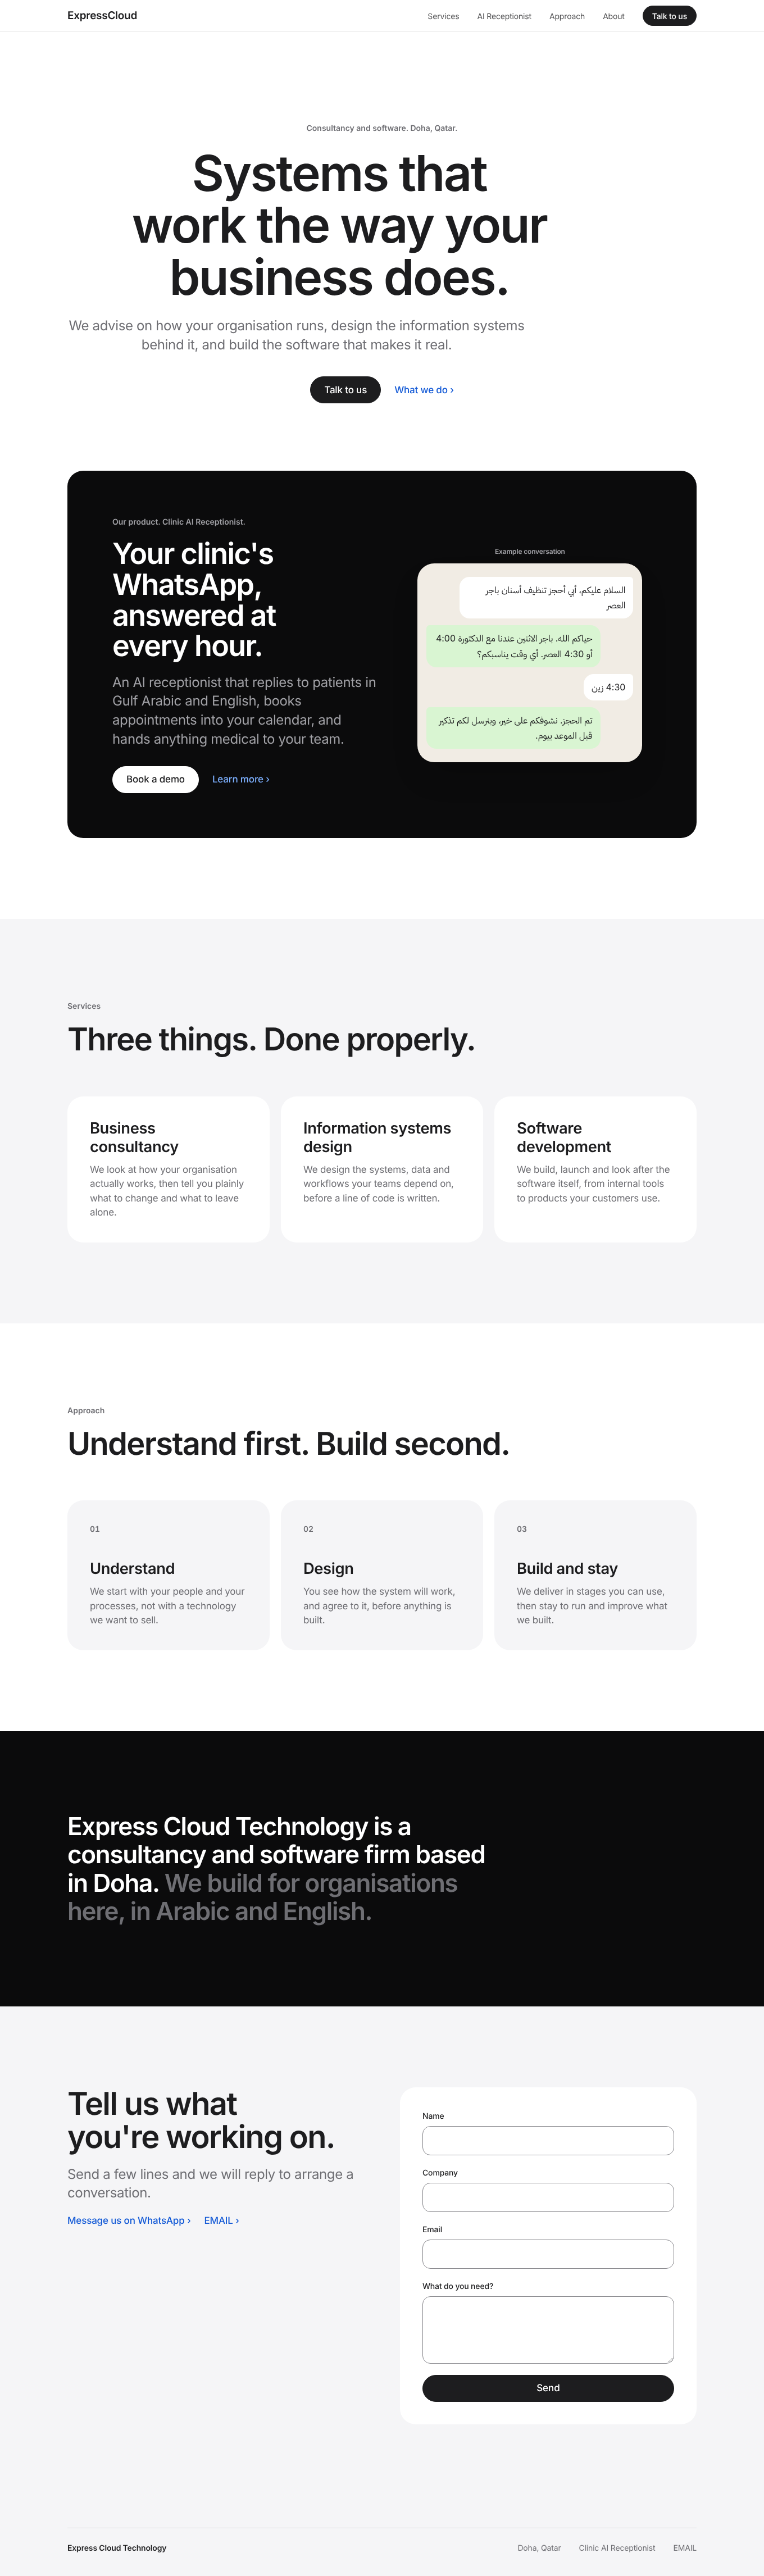 ExpressCloud
Services
AI Receptionist
Approach
About
Talk to us
Consultancy and software. Doha, Qatar.
Systems that
work the way your
business does.
We advise on how your organisation runs, design the information systems
behind it, and build the software that makes it real.
Talk to us
What we do ›
Our product. Clinic AI Receptionist.
Your clinic's
WhatsApp,
answered at
every hour.
An AI receptionist that replies to patients in
Gulf Arabic and English, books
appointments into your calendar, and
hands anything medical to your team.
Book a demo
Learn more ›
Example conversation
السلام عليكم، أبي أحجز تنظيف أسنان باجر
العصر
حياكم الله. باجر الاثنين عندنا مع الدكتورة 4:00
أو 4:30 العصر. أي وقت يناسبكم؟
4:30 زين
تم الحجز. نشوفكم على خير، وبنرسل لكم تذكير
قبل الموعد بيوم.
Services
Three things. Done properly.
Business
consultancy
We look at how your organisation
actually works, then tell you plainly
what to change and what to leave
alone.
Information systems
design
We design the systems, data and
workflows your teams depend on,
before a line of code is written.
Software
development
We build, launch and look after the
software itself, from internal tools
to products your customers use.
Approach
Understand first. Build second.
01
Understand
We start with your people and your
processes, not with a technology
we want to sell.
02
Design
You see how the system will work,
and agree to it, before anything is
built.
03
Build and stay
We deliver in stages you can use,
then stay to run and improve what
we built.
Express Cloud Technology is a
consultancy and software firm based
in Doha. We build for organisations
here, in Arabic and English.
Tell us what
you're working on.
Send a few lines and we will reply to arrange a
conversation.
Message us on WhatsApp ›
EMAIL ›
Name
Company
Email
What do you need?
Send
Express Cloud Technology
Doha, Qatar
Clinic AI Receptionist
EMAIL